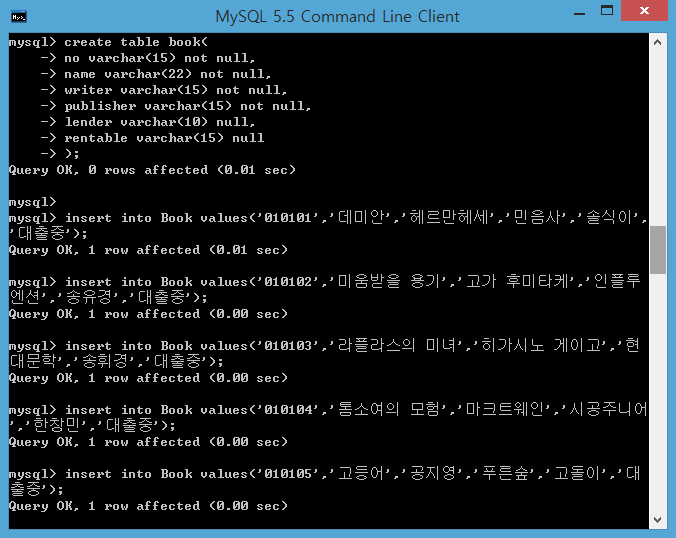 MySQL 5.5 Command Line Client
mysql> create table book(
    -> no varchar(15) not null,
    -> name varchar(22) not null,
    -> writer varchar(15) not null,
    -> publisher varchar(15) not null,
    -> lender varchar(10) null,
    -> rentable varchar(15) null
    -> );
Query OK, 0 rows affected (0.01 sec)
mysql>
mysql> insert into Book values('010101','데미안','헤르만헤세','민음사','솔식이',
'대출중');
Query OK, 1 row affected (0.01 sec)
mysql> insert into Book values('010102','미움받을 용기','고가 후미타케','인플루
엔션','송유경','대출중');
Query OK, 1 row affected (0.00 sec)
mysql> insert into Book values('010103','라플라스의 미녀','히가시노 게이고','현
대문학','송휘경','대출중');
Query OK, 1 row affected (0.00 sec)
mysql> insert into Book values('010104','톰소여의 모험','마크트웨인','시공주니어
','한창민','대출중');
Query OK, 1 row affected (0.00 sec)
mysql> insert into Book values('010105','고등어','공지영','푸른숲','고돌이','대
출중');
Query OK, 1 row affected (0.00 sec)